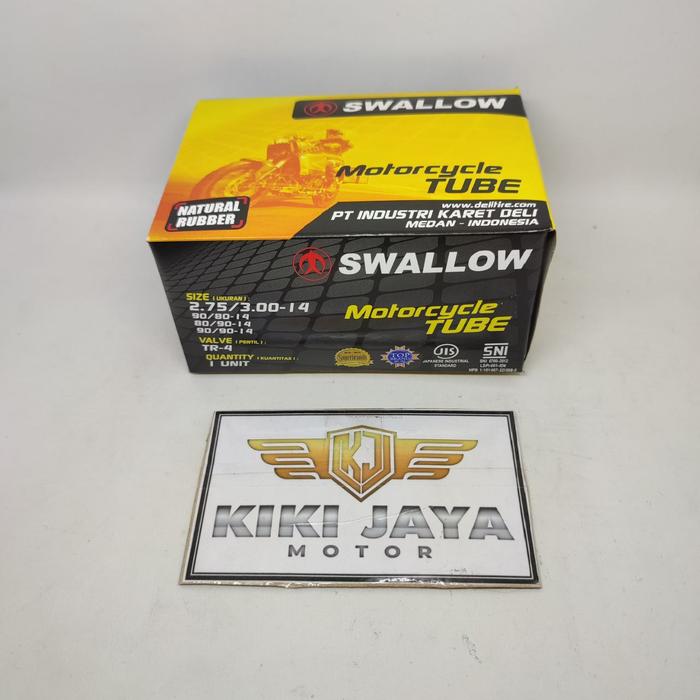 SWALLOW
Motorcycle
TUBE
www.delitire.com
PT INDUSTRI KARET DELI
MEDAN - INDONESIA
NATURAL
RUBBER
SWALLOW
Motorcycle
TUBE
SIZE ( UKURAN ) :
2.75/3.00-14
90/80-14
80/90-14
90/90-14
VALVE ( PENTIL ) :
TR-4
QUANTITY ( KUANTITAS ) :
1 UNIT
TOP
JIS
JAPANESE INDUSTRIAL
STANDARD
SNI
KJ
KIKI JAYA
MOTOR